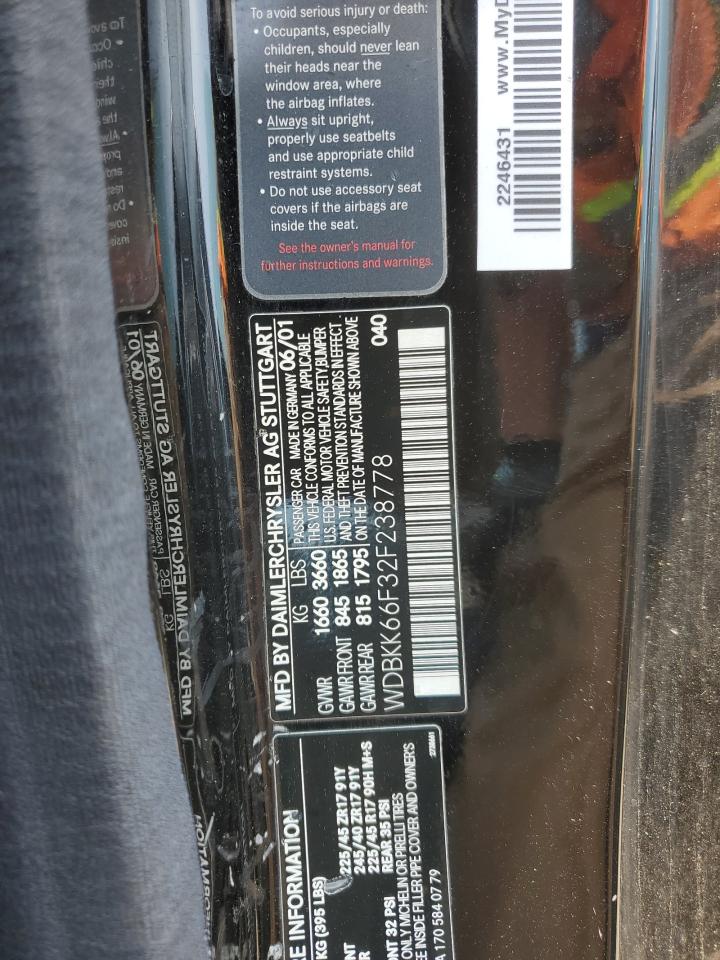 To avoid serious injury or death:
• Occupants, especially
children, should never lean
their heads near the
window area, where
the airbag inflates.
• Always sit upright,
properly use seatbelts
and use appropriate child
restraint systems.
• Do not use accessory seat
covers if the airbags are
inside the seat.
See the owner's manual for
further instructions and warnings.
2246431 www.MyD
MFD BY DAIMLERCHRYSLER AG STUTTGART
KG LBS
GVWR 1660 3660
GAWR FRONT 845 1865
GAWR REAR 815 1795
PASSENGER CAR MADE IN GERMANY 06/01
THIS VEHICLE CONFORMS TO ALL APPLICABLE
U.S. FEDERAL MOTOR VEHICLE SAFETY, BUMPER
AND THEFT PREVENTION STANDARDS IN EFFECT
ON THE DATE OF MANUFACTURE SHOWN ABOVE
WDBKK66F32F238778 040
RE INFORMATION
KG (395 LBS)
225/45 ZR17 91Y
245/40 ZR17 91Y
225/45 R17 90H M+S
NT 32 PSI REAR 35 PSI
ONLY MICHELIN OR PIRELLI TIRES
EE INSIDE FILLER PIPE COVER AND OWNER'S
A 170 584 07 79